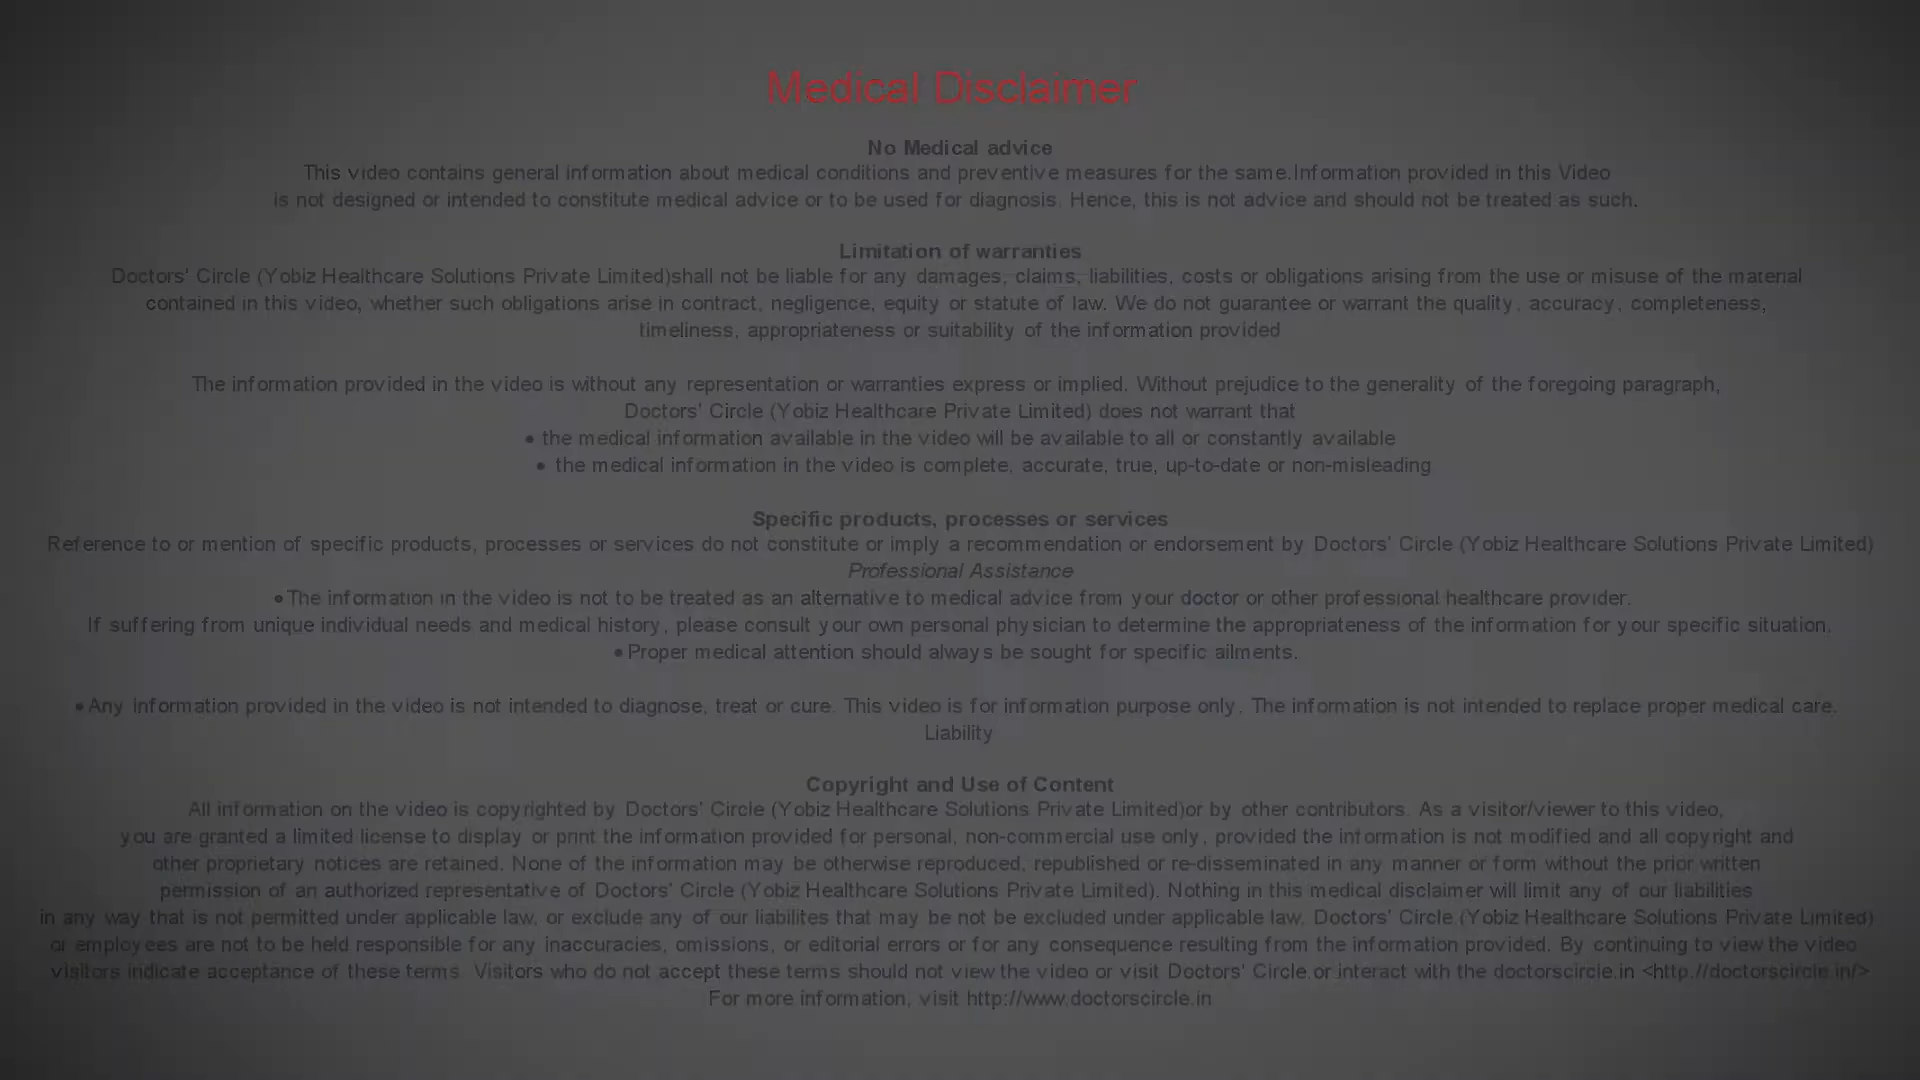 Medical Disclaimer
No Medical advice
This video contains general information about medical conditions and preventive measures for the same.Information provided in this Video
is not designed or intended to constitute medical advice or to be used for diagnosis. Hence, this is not advice and should not be treated as such.
Limitation of warranties
Doctors' Circle (Yobiz Healthcare Solutions Private Limited)shall not be liable for any damages, claims, liabilities, costs or obligations arising from the use or misuse of the material
contained in this video, whether such obligations arise in contract, negligence, equity or statute of law. We do not guarantee or warrant the quality, accuracy, completeness,
timeliness, appropriateness or suitability of the information provided
The information provided in the video is without any representation or warranties express or implied. Without prejudice to the generality of the foregoing paragraph,
Doctors' Circle (Yobiz Healthcare Private Limited) does not warrant that
• the medical information available in the video will be available to all or constantly available
• the medical information in the video is complete, accurate, true, up-to-date or non-misleading
Specific products, processes or services
Reference to or mention of specific products, processes or services do not constitute or imply a recommendation or endorsement by Doctors' Circle (Yobiz Healthcare Solutions Private Limited)
Professional Assistance
•The information in the video is not to be treated as an alternative to medical advice from your doctor or other professional healthcare provider.
If suffering from unique individual needs and medical history, please consult your own personal physician to determine the appropriateness of the information for your specific situation,
•Proper medical attention should always be sought for specific ailments.
•Any information provided in the video is not intended to diagnose, treat or cure. This video is for information purpose only. The information is not intended to replace proper medical care.
Liability
Copyright and Use of Content
All information on the video is copyrighted by Doctors' Circle (Yobiz Healthcare Solutions Private Limited)or by other contributors. As a visitor/viewer to this video,
you are granted a limited license to display or print the information provided for personal, non-commercial use only, provided the information is not modified and all copyright and
other proprietary notices are retained. None of the information may be otherwise reproduced, republished or re-disseminated in any manner or form without the prior written
permission of an authorized representative of Doctors' Circle (Yobiz Healthcare Solutions Private Limited). Nothing in this medical disclaimer will limit any of our liabilities
in any way that is not permitted under applicable law, or exclude any of our liabilites that may be not be excluded under applicable law, Doctors' Circle (Yobiz Healthcare Solutions Private Limited)
or employees are not to be held responsible for any inaccuracies, omissions, or editorial errors or for any consequence resulting from the information provided. By continuing to view the video
visitors indicate acceptance of these terms. Visitors who do not accept these terms should not view the video or visit Doctors' Circle or interact with the doctorscircle.in <http://doctorscircle.in/>
For more information, visit http://www.doctorscircle.in